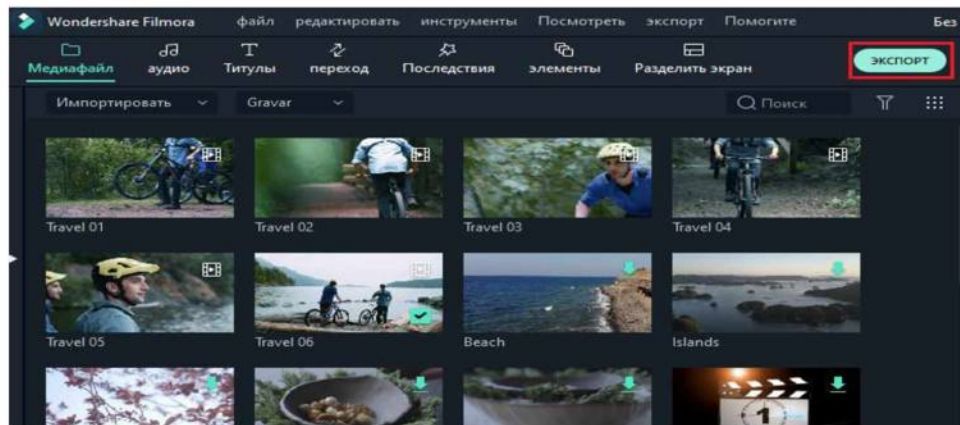 Wondershare Filmora файл редактировать инструменты Посмотреть экспорт Помогите Без
Медиафайл аудио Титулы переход Последствия элементы Разделить экран ЭКСПОРТ
Импортировать Gravar Поиск
Travel 01 Travel 02 Travel 03 Travel 04
Travel 05 Travel 06 Beach Islands
1